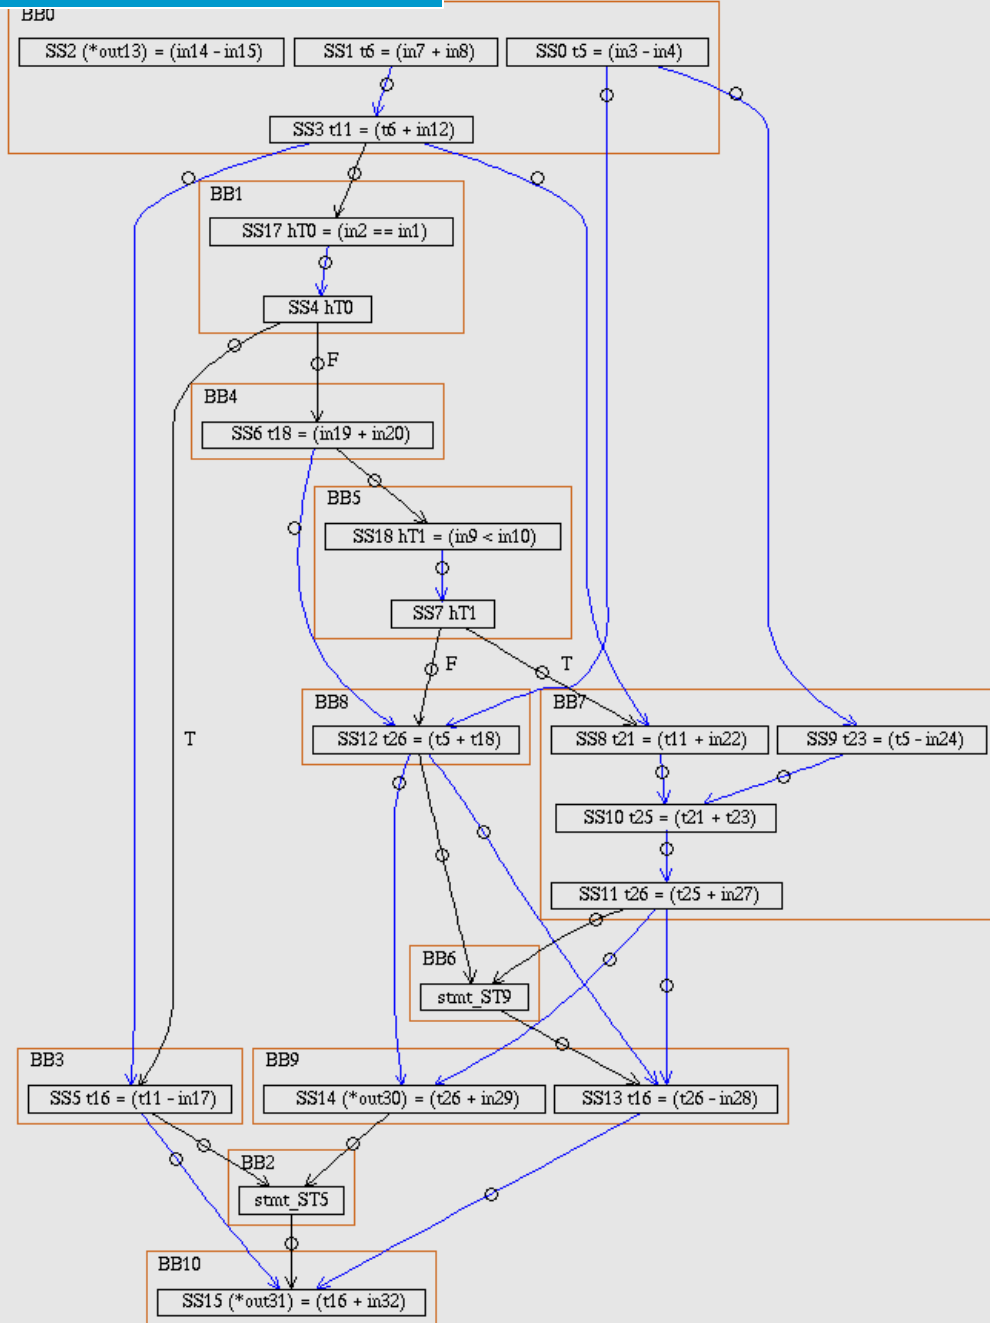 BB0
SS2 (*out13) = (in14 - in15)
SS1 t6 = (in7 + in8)
SS0 t5 = (in3 - in4)
SS3 t11 = (t6 + in12)
BB1
SS17 hT0 = (in2 == in1)
SS4 hT0
F
BB4
SS6 t18 = (in19 + in20)
BB5
SS18 hT1 = (in9 < in10)
SS7 hT1
F
T
BB8
BB7
T
SS12 t26 = (t5 + t18)
SS8 t21 = (t11 + in22)
SS9 t23 = (t5 - in24)
SS10 t25 = (t21 + t23)
SS11 t26 = (t25 + in27)
BB6
stmt_ST9
BB3
BB9
SS5 t16 = (t11 - in17)
SS14 (*out30) = (t26 + in29)
SS13 t16 = (t26 - in28)
BB2
stmt_ST5
BB10
SS15 (*out31) = (t16 + in32)